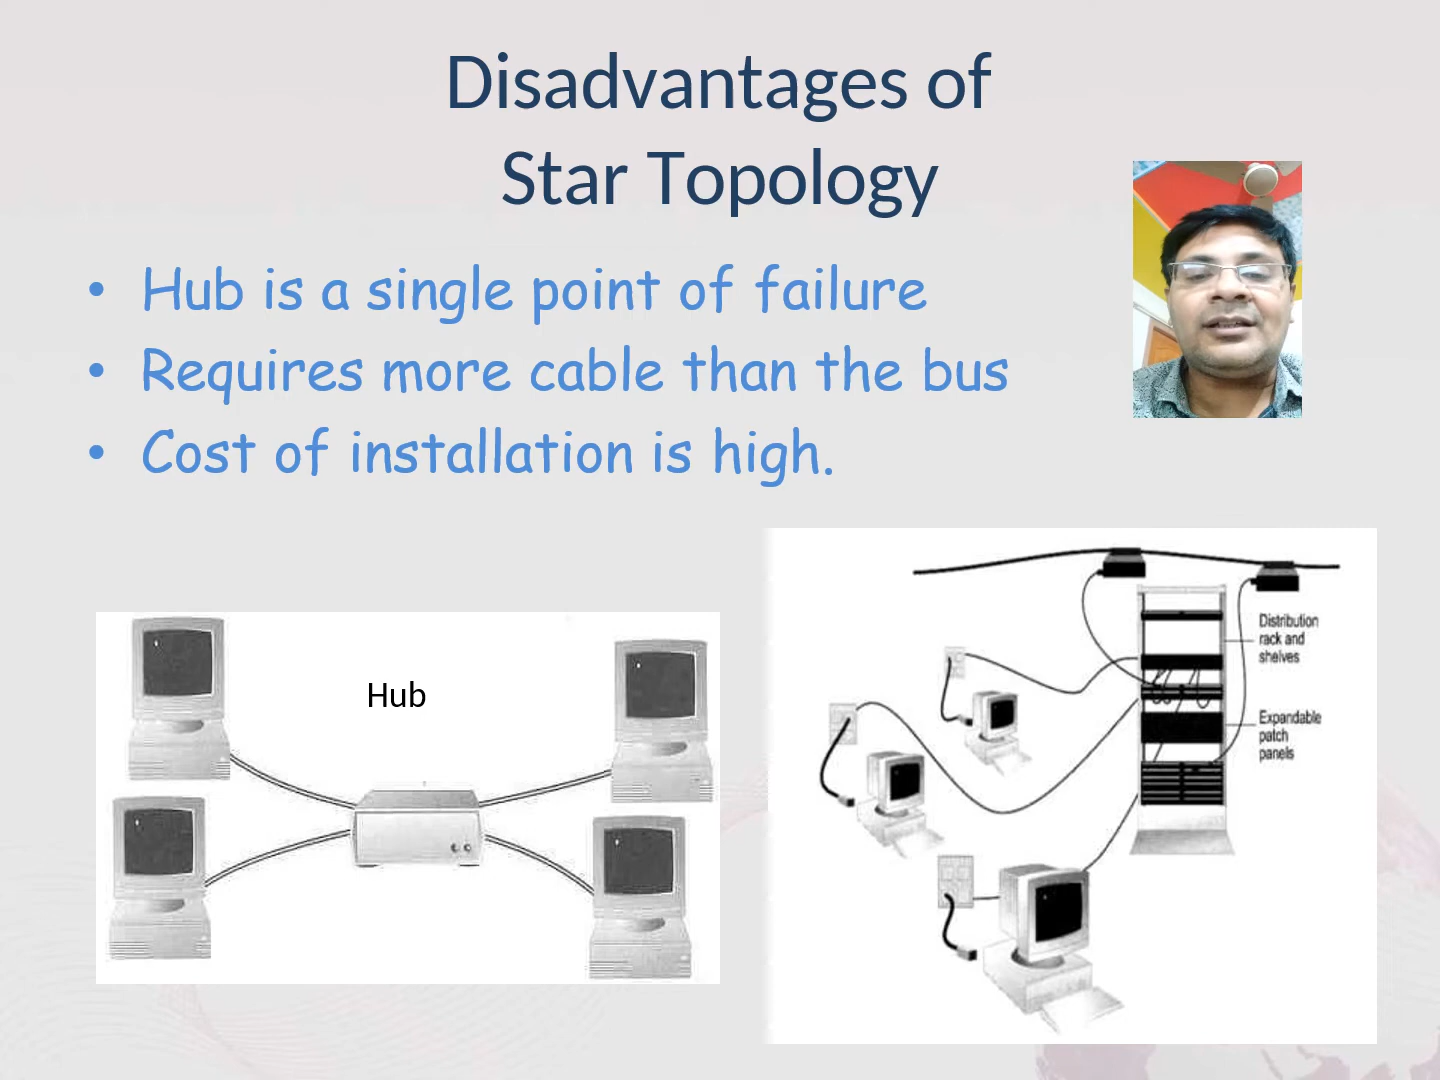 Disadvantages of
Star Topology
• Hub is a single point of failure
• Requires more cable than the bus
• Cost of installation is high.
Hub
Distribution
rack and
shelves
Expandable
patch
panels